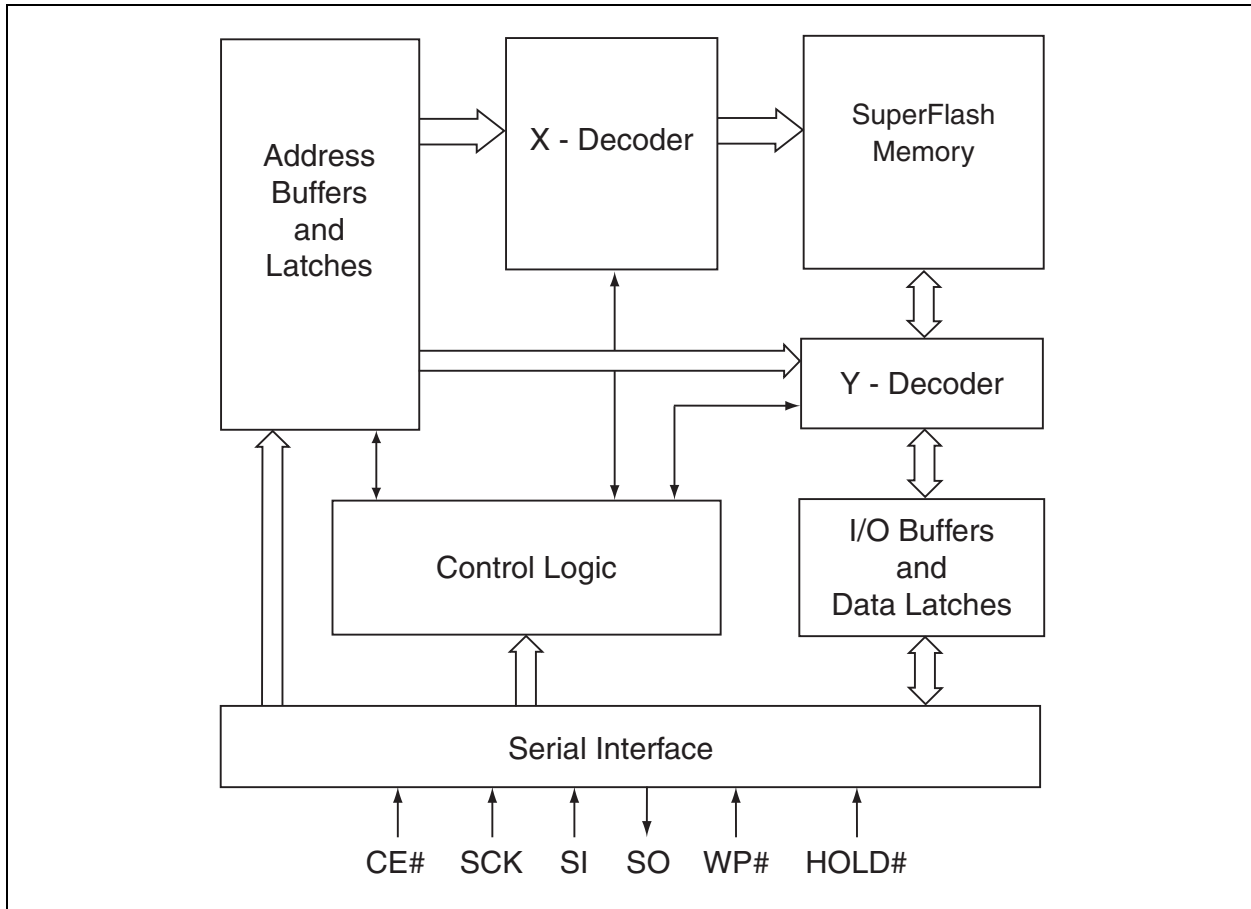 Address
Buffers
and
Latches
X - Decoder
SuperFlash
Memory
Y - Decoder
Control Logic
I/O Buffers
and
Data Latches
Serial Interface
CE# SCK SI SO WP# HOLD#